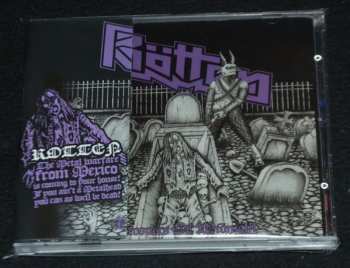 Rötten
ROTTEN
The Metal warfare
from Mexico
is coming to your house!
If you ain't a Metalhead
you can as well be dead!